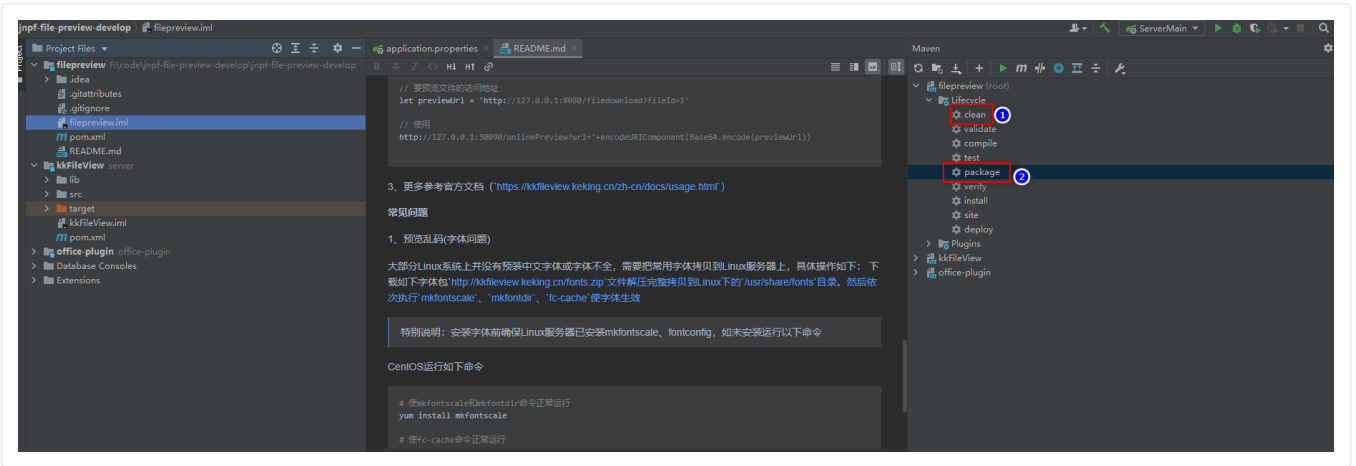 jnpf-file-preview-develop
filepreview.iml
ServerMain
Project Files
filepreview F:\code\jnpf-file-preview-develop\jnpf-file-preview-develop
.idea
.gitattributes
.gitignore
filepreview.iml
pom.xml
README.md
kkFileView server
lib
src
target
kkFileView.iml
pom.xml
office-plugin office-plugin
Database Consoles
Extensions
application.properties
README.md
// 要预览文件的访问地址
let previewUrl = 'http://127.0.0.1:8080/filedownload?fileId=1'
// 使用
http://127.0.0.1:30090/onlinePreview?url='+encodeURIComponent(Base64.encode(previewUrl))
3、更多参考官方文档（`https://kkfileview.keking.cn/zh-cn/docs/usage.html`）
常见问题
1、预览乱码(字体问题)
大部分Linux系统上并没有预装中文字体或字体不全，需要把常用字体拷贝到Linux服务器上，具体操作如下： 下
载如下字体包`http://kkfileview.keking.cn/fonts.zip`文件解压完整拷贝到Linux下的`/usr/share/fonts`目录。然后依
次执行`mkfontscale`、`mkfontdir`、`fc-cache`使字体生效
特别说明：安装字体前确保Linux服务器已安装mkfontscale、fontconfig，如未安装运行以下命令
CentOS运行如下命令
# 使mkfontscale和mkfontdir命令正常运行
yum install mkfontscale
# 使fc-cache命令正常运行
Maven
filepreview (root)
Lifecycle
clean 1
validate
compile
test
package 2
verify
install
site
deploy
Plugins
kkFileView
office-plugin